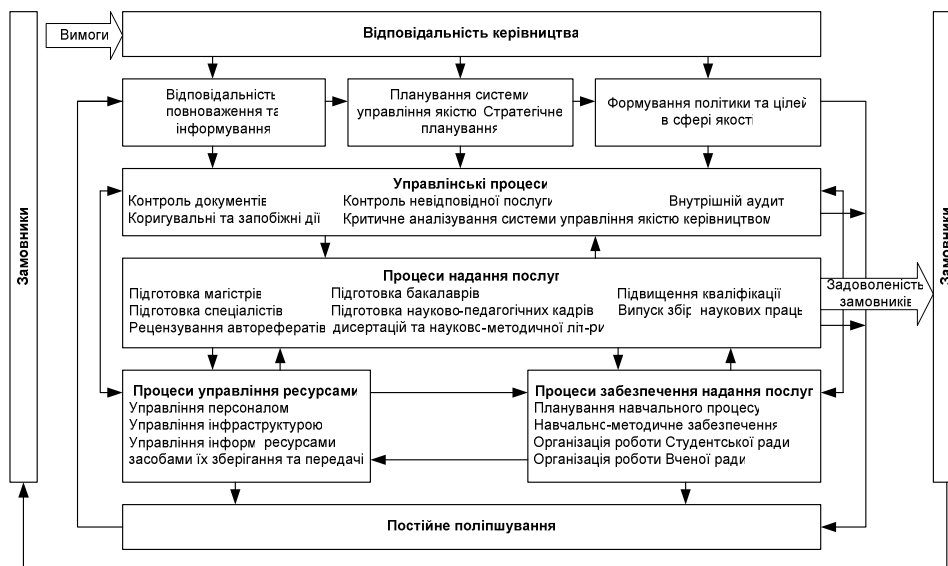 Замовники
Вимоги
Відповідальність керівництва
Відповідальність
повноваження та
інформування
Планування системи
управління якістю Стратегічне
планування
Формування політики та цілей
в сфері якості
Управлінські процеси
Контроль документів Контроль невідповідної послуги Внутрішній аудит
Коригувальні та запобіжні дії Критичне аналізування системи управління якістю керівництвом
Процеси надання послуг
Підготовка магістрів Підготовка бакалаврів Підвищення кваліфікації
Підготовка спеціалістів Підготовка науково-педагогічних кадрів Випуск збір наукових праць
Рецензування авторефератів дисертацій та науково-методичної літ-ри
Задоволеність
замовників
Замовники
Процеси управління ресурсами
Управління персоналом
Управління інфраструктурою
Управління інформ ресурсами
засобами їх зберігання та передачі
Процеси забезпечення надання послуг
Планування навчального процесу
Навчально-методичне забезпечення
Організація роботи Студентської ради
Організація роботи Вченої ради
Постійне поліпшування